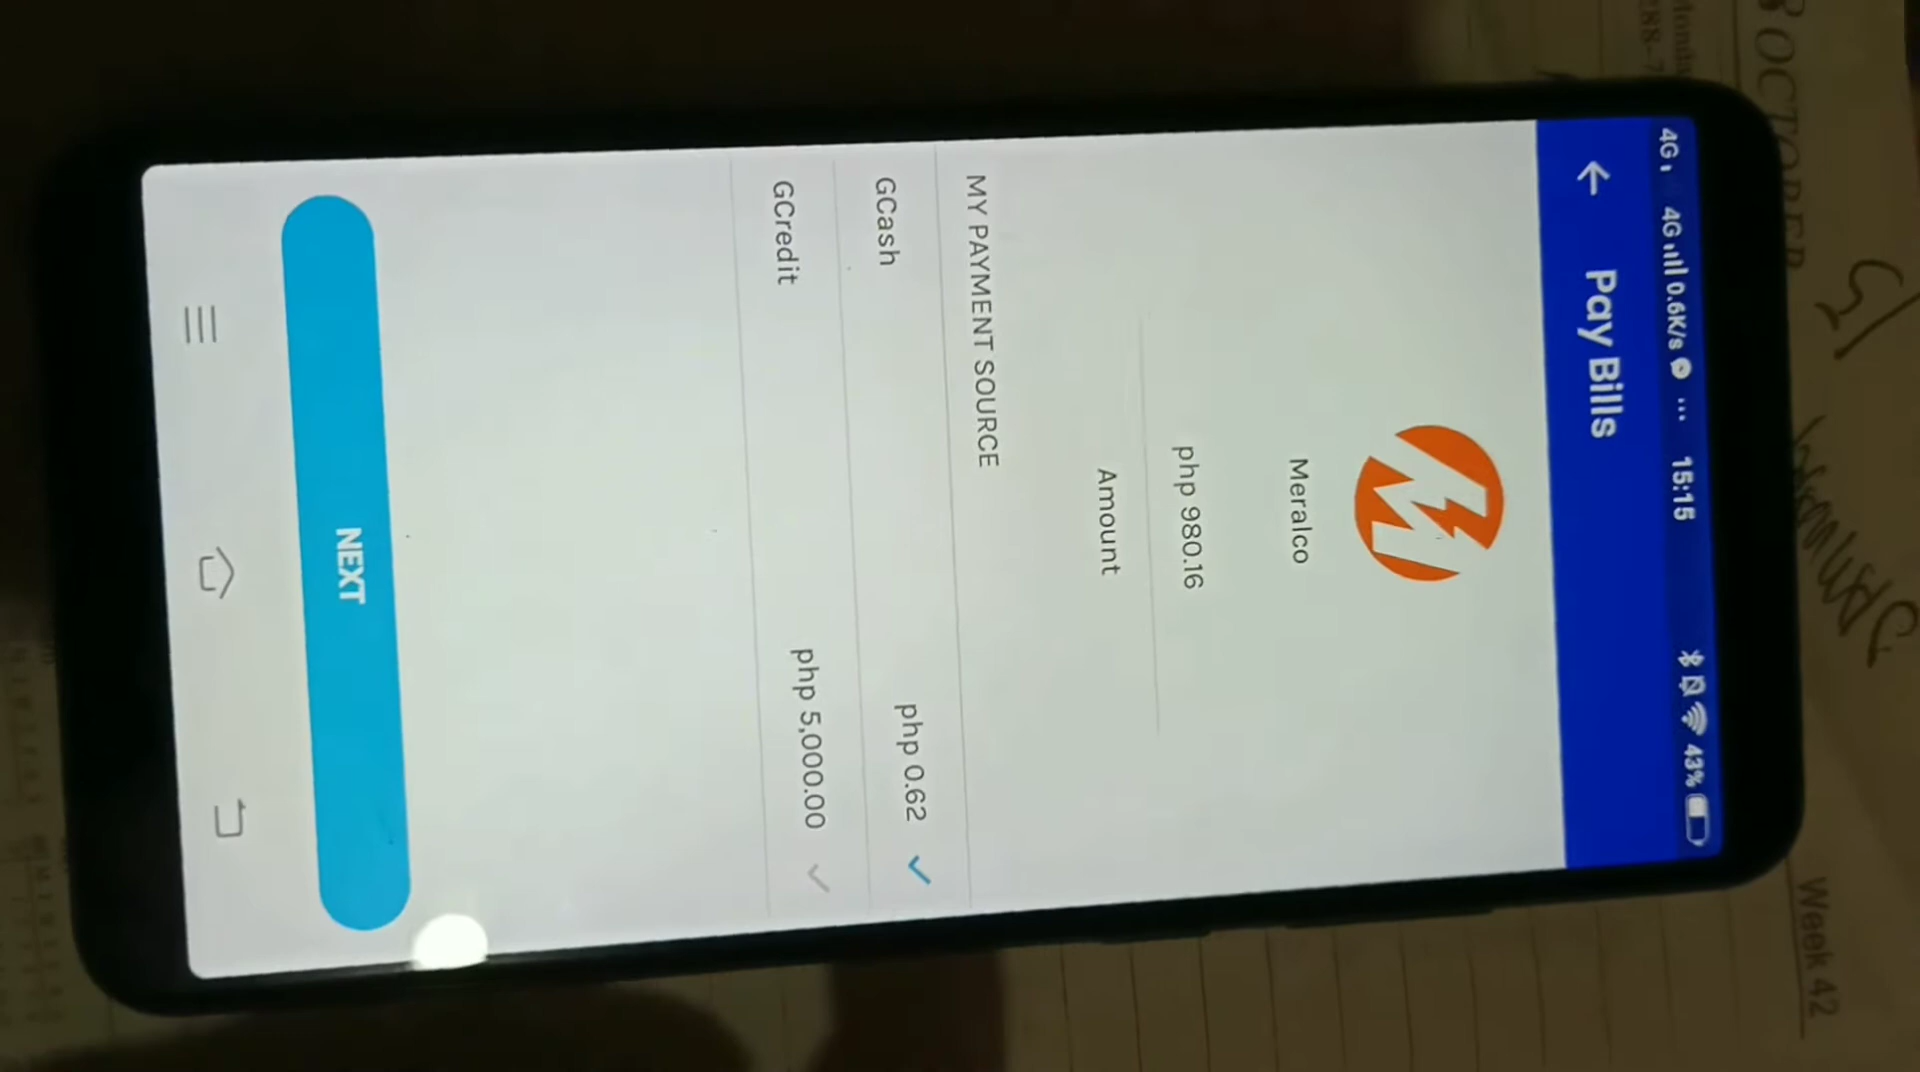 4G 4G 0.6K/s ... 15:15 43%
Pay Bills
Meralco
php 980.16
Amount
MY PAYMENT SOURCE
GCash php 0.62
GCredit php 5,000.00
NEXT
OCTOBER
15
Week 42